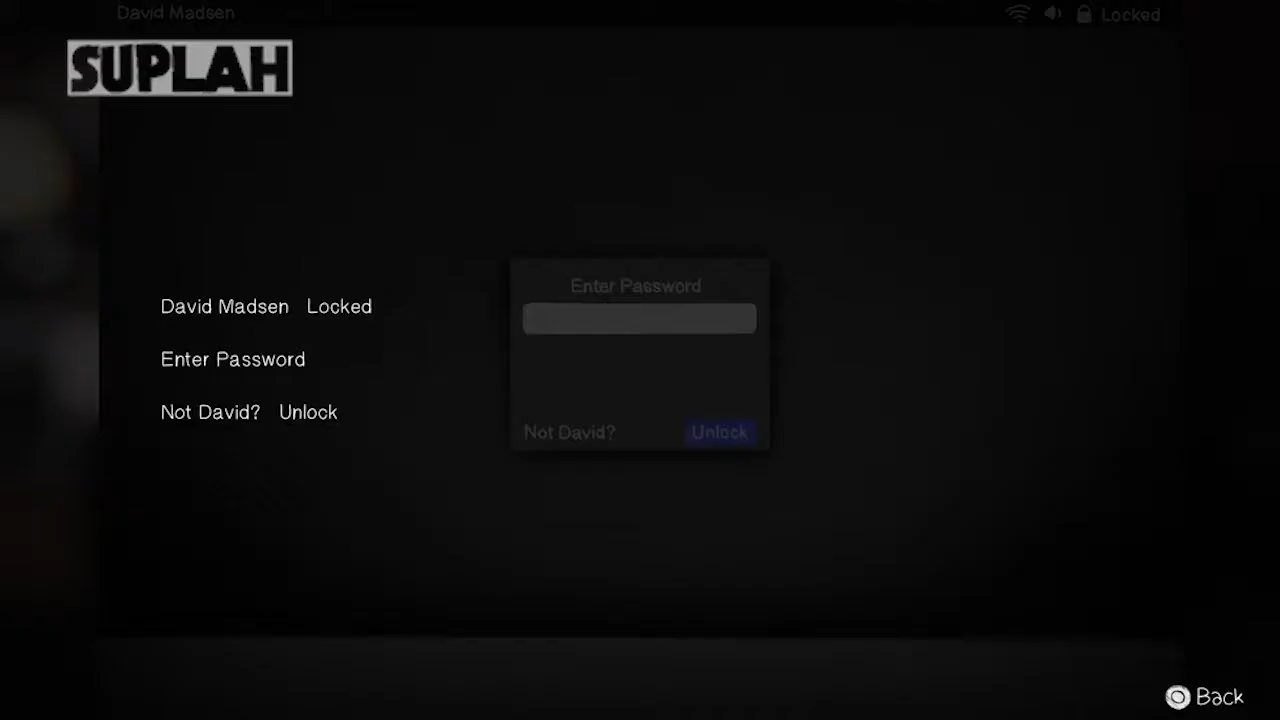 David Madsen Locked
SUPLAH
David Madsen Locked
Enter Password
Not David? Unlock
Enter Password
Not David? Unlock
Back